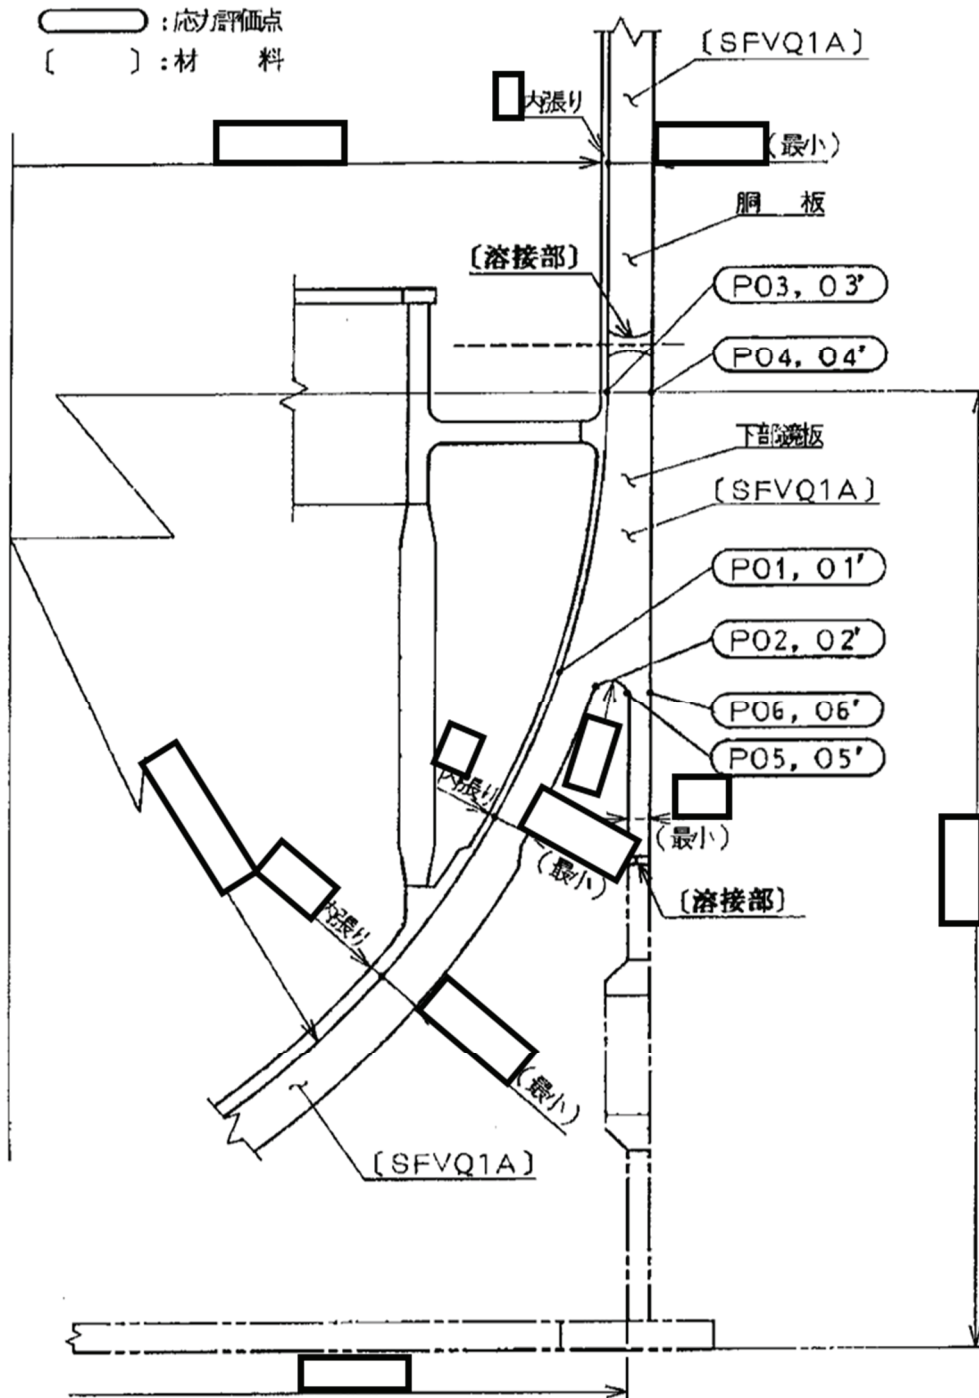 ：応力評価点
〔　　〕：材　料
〔SFVQ1A〕
内張り
(最小)
胴　板
〔溶接部〕
P03, 03'
P04, 04'
下部鏡板
〔SFVQ1A〕
P01, 01'
P02, 02'
P06, 06'
P05, 05'
内張り
(最小)
(最小)
〔溶接部〕
内張り
(最小)
〔SFVQ1A〕